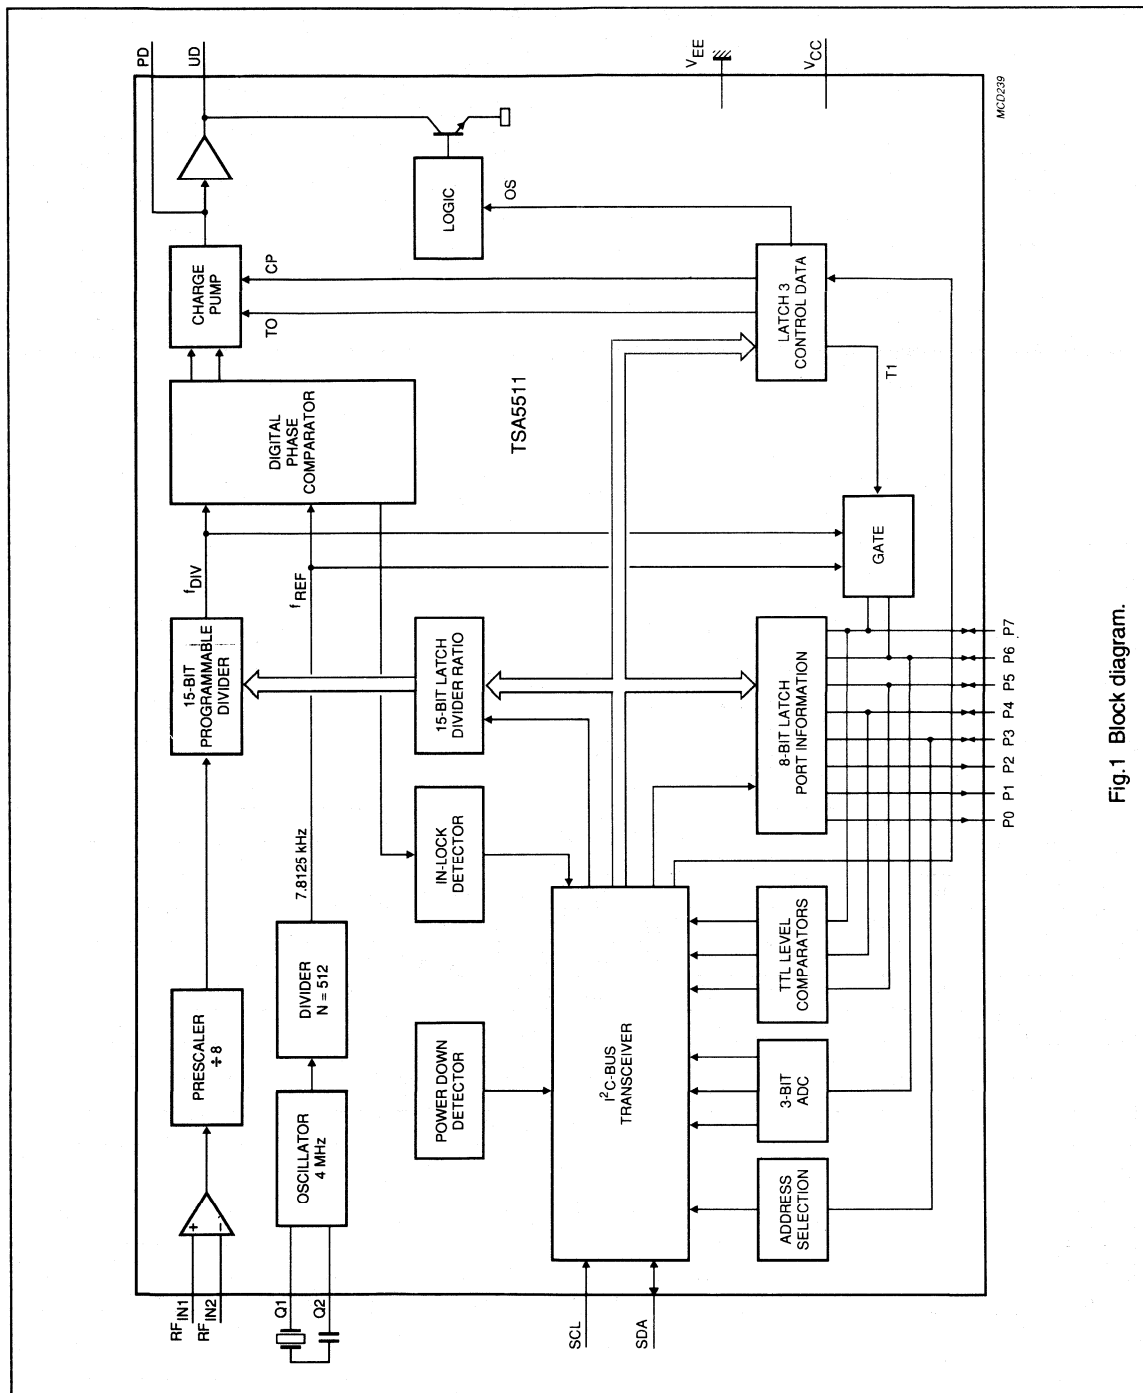 RF IN1
RF IN2
Q1
Q2
SCL
SDA
+
-
PRESCALER
÷ 8
15-BIT
PROGRAMMABLE
DIVIDER
fDIV
DIGITAL
PHASE
COMPARATOR
CHARGE
PUMP
PD
UD
OSCILLATOR
4 MHz
DIVIDER
N = 512
7.8125 kHz
fREF
TO
CP
POWER DOWN
DETECTOR
IN-LOCK
DETECTOR
15-BIT LATCH
DIVIDER RATIO
LOGIC
OS
TSA5511
I²C-BUS
TRANSCEIVER
ADDRESS
SELECTION
3-BIT
ADC
TTL LEVEL
COMPARATORS
8-BIT LATCH
PORT INFORMATION
GATE
T1
LATCH 3
CONTROL DATA
VEE
VCC
P0
P1
P2
P3
P4
P5
P6
P7
MCD239
Fig.1 Block diagram.